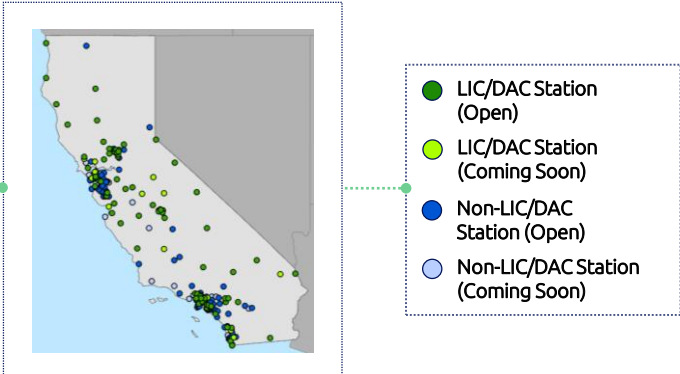 LIC/DAC Station
(Open)
LIC/DAC Station
(Coming Soon)
Non-LIC/DAC
Station (Open)
Non-LIC/DAC Station
(Coming Soon)